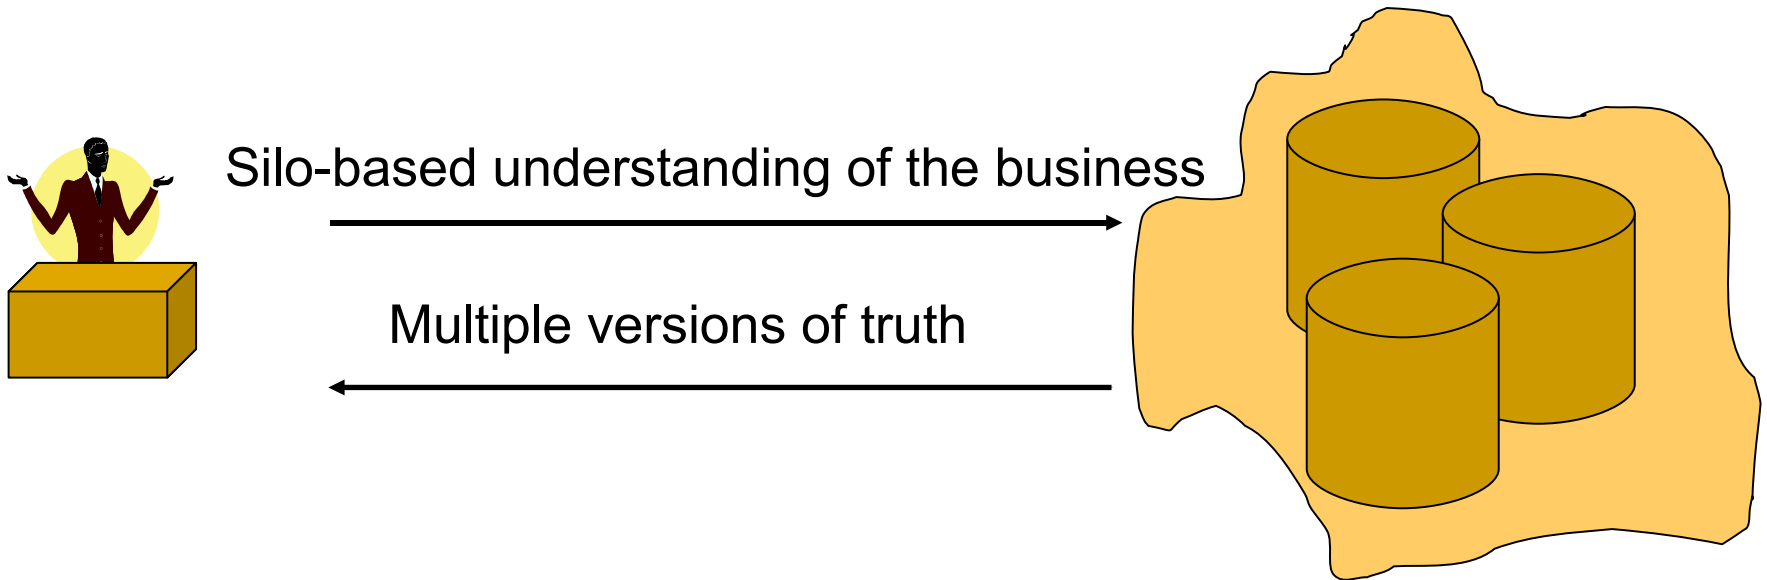 Silo-based understanding of the business
Multiple versions of truth